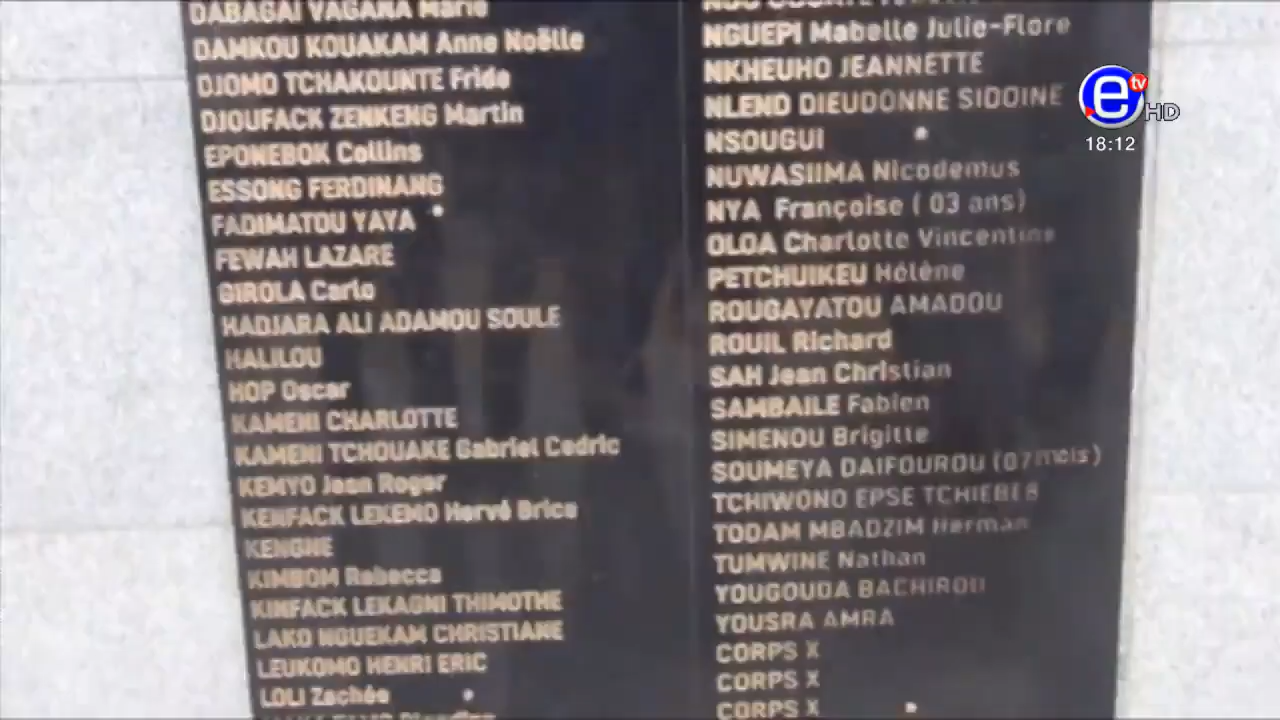 DABAGAI VAGANA Marie
DAMKOU KOUAKAM Anne Noëlle
DJOMO TCHAKOUNTE Fride
DJOUFACK ZENKENG Martin
EPONEBOK Collins
ESSONG FERDINANG
FADIMATOU YAYA
FEWAH LAZARE
GIROLA Carlo
HADJARA ALI ADAMOU SOULE
HALILOU
HOP Oscar
KAMENI CHARLOTTE
KAMENI TCHOUAKE Gabriel Cedric
KEMYO Jean Roger
KENFACK LEKEMO Hervé Brice
KENGNE
KIMBOM Rebecca
KINFACK LEKAGNI THIMOTHE
LAKO NOUEKAM CHRISTIANE
LEUKOMO HENRI ERIC
LOLI Zachée
NGUEPI Mabelle Julie-Flore
NKHEUHO JEANNETTE
NLEND DIEUDONNE SIDOINE
NSOUGUI
NUWASIIMA Nicodemus
NYA Françoise ( 03 ans)
OLOA Charlotte Vincentine
PETCHUIKEU Hélène
ROUGAYATOU AMADOU
ROUIL Richard
SAH Jean Christian
SAMBAILE Fabien
SIMENOU Brigitte
SOUMEYA DAIFOUROU (07mois)
TCHIWONO EPSE
TODAM MBADZIM Herman
TUMWINE Nathan
YOUGOUDA BACHIROU
YOUSRA AMRA
CORPS X
CORPS X
CORPS X
e tv
HD
18:12